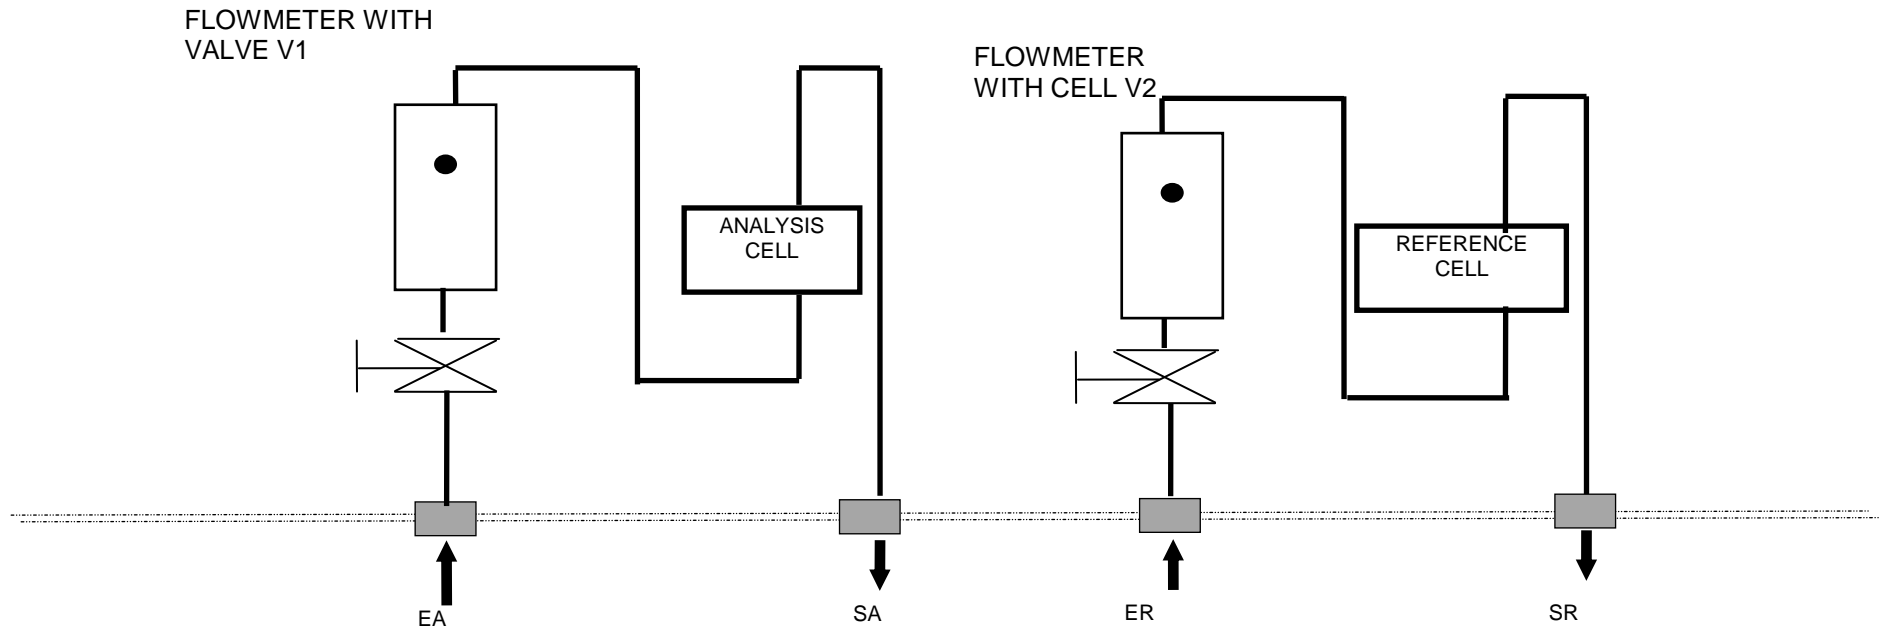 FLOWMETER WITH
VALVE V1
FLOWMETER
WITH CELL V2
ANALYSIS
CELL
REFERENCE
CELL
EA
SA
ER
SR